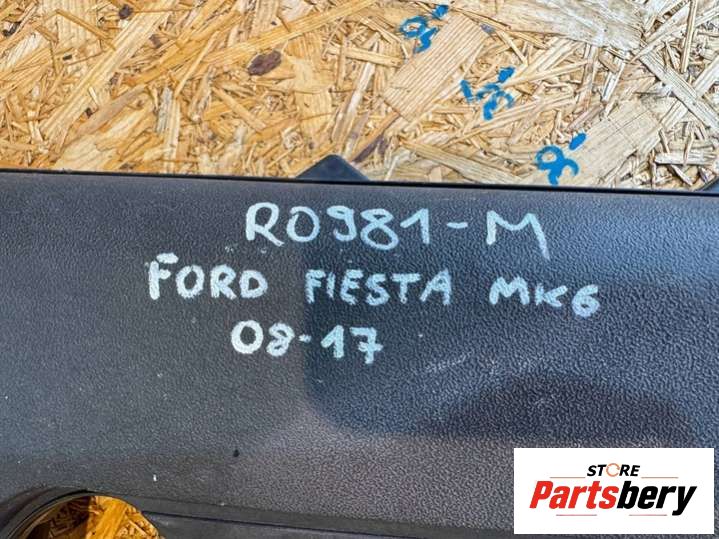 R0981-M
FORD FIESTA MK6
08-17
STORE
Partsbery